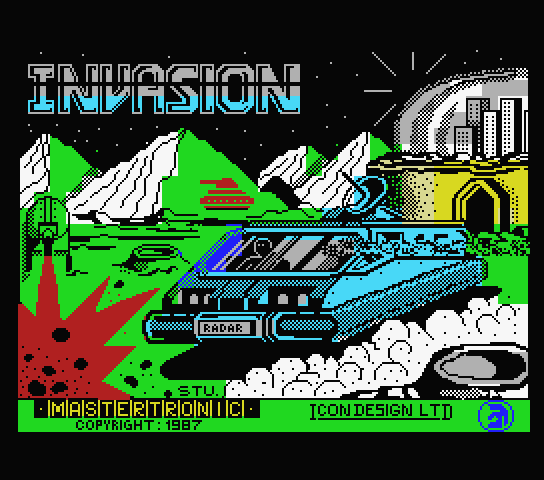 INVASION
RADAR
STU.
·MASTERTRONIC·
COPYRIGHT:1987
ICON DESIGN LTD